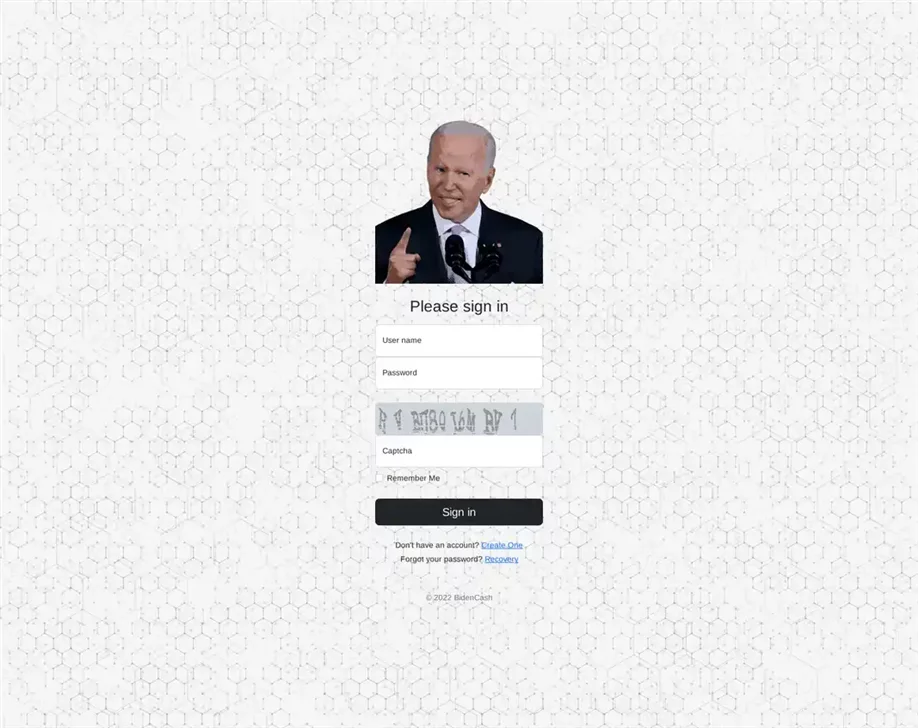 Please sign in
User name
Password
Captcha
Remember Me
Sign in
Don't have an account? Create One
Forgot your password? Recovery
© 2022 BidenCash